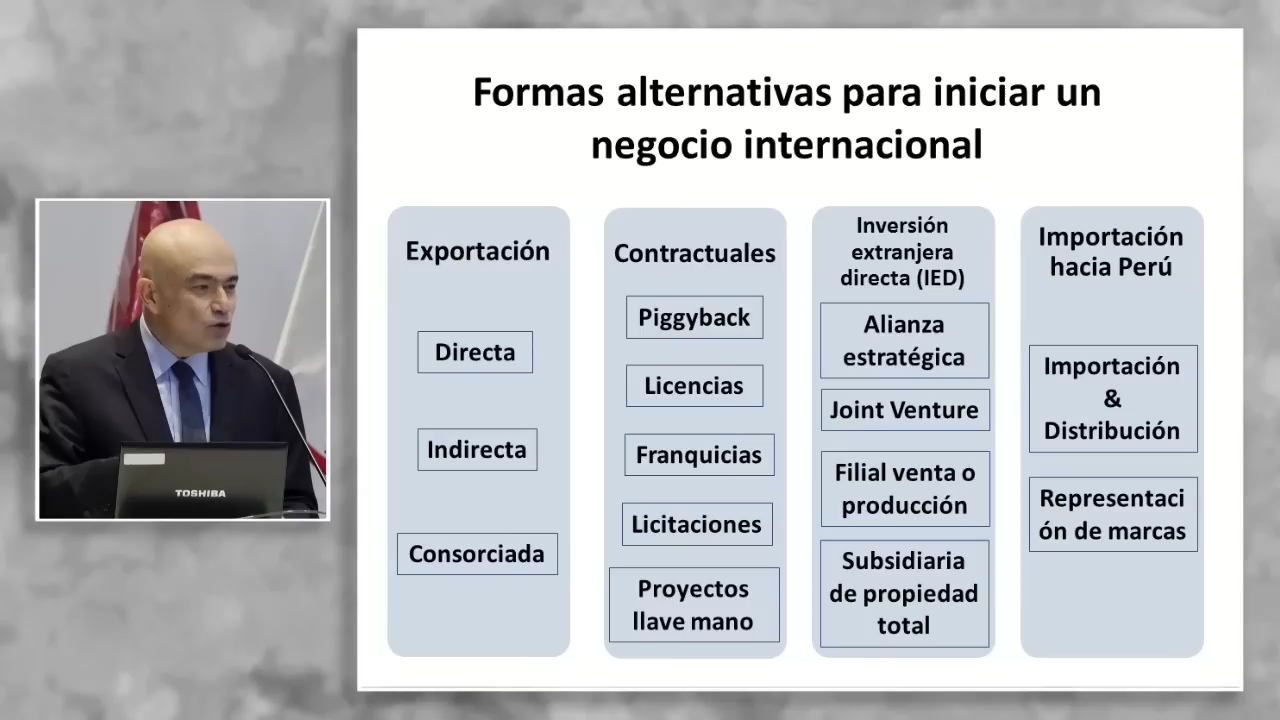 Formas alternativas para iniciar un
negocio internacional
Exportación
Directa
Indirecta
Consorciada
Contractuales
Piggyback
Licencias
Franquicias
Licitaciones
Proyectos
llave mano
Inversión
extranjera
directa (IED)
Alianza
estratégica
Joint Venture
Filial venta o
producción
Subsidiaria
de propiedad
total
Importación
hacia Perú
Importación
&
Distribución
Representaci
ón de marcas
TOSHIBA